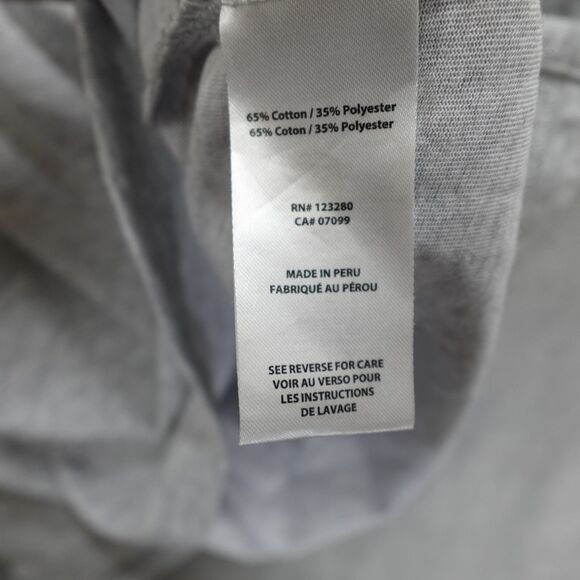 65% Cotton / 35% Polyester
65% Coton / 35% Polyester
RN# 123280
CA# 07099
MADE IN PERU
FABRIQUÉ AU PÉROU
SEE REVERSE FOR CARE
VOIR AU VERSO POUR
LES INSTRUCTIONS
DE LAVAGE